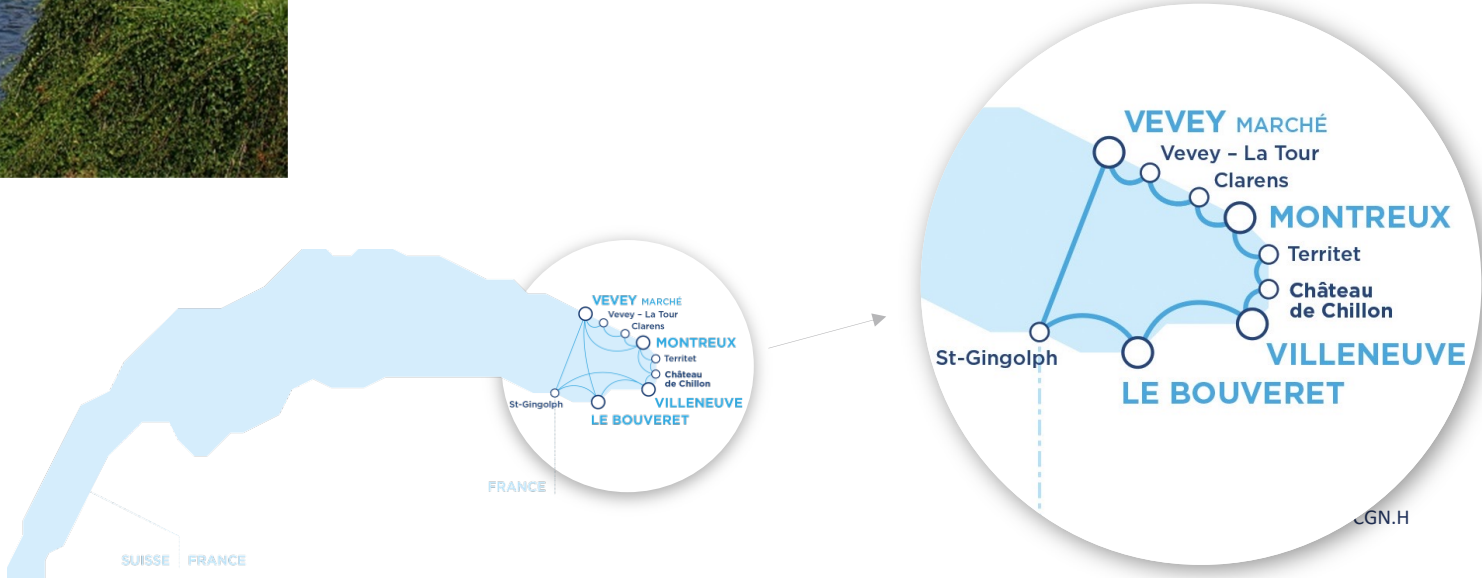 VEVEY MARCHÉ
Vevey – La Tour
Clarens
MONTREUX
Territet
Château
de Chillon
St-Gingolph
VILLENEUVE
LE BOUVERET
FRANCE
SUISSE FRANCE
VEVEY MARCHÉ
Vevey – La Tour
Clarens
MONTREUX
Territet
Château
de Chillon
St-Gingolph
VILLENEUVE
LE BOUVERET
CGN.H